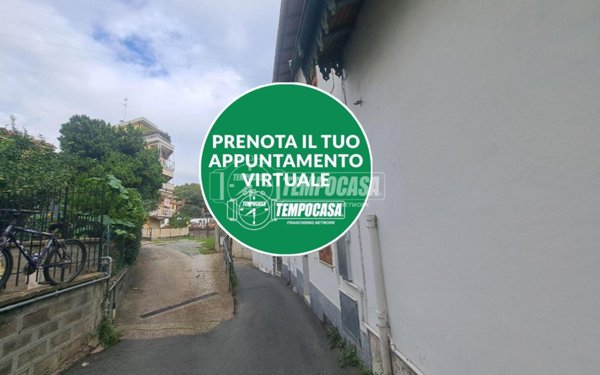 PRENOTA IL TUO
APPUNTAMENTO
VIRTUALE
TEMPOCASA
TEMPOCASA
FRANCHISING NETWORK